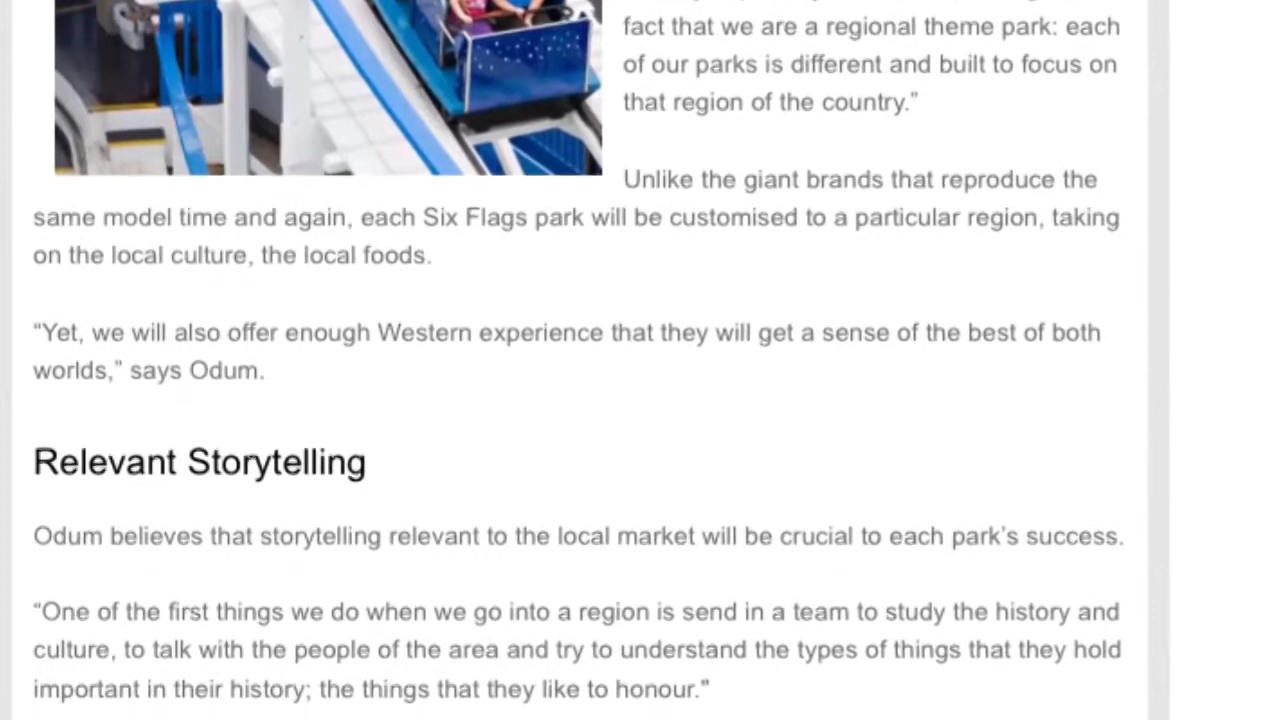 fact that we are a regional theme park: each
of our parks is different and built to focus on
that region of the country.”
Unlike the giant brands that reproduce the
same model time and again, each Six Flags park will be customised to a particular region, taking
on the local culture, the local foods.
“Yet, we will also offer enough Western experience that they will get a sense of the best of both
worlds,” says Odum.
Relevant Storytelling
Odum believes that storytelling relevant to the local market will be crucial to each park’s success.
“One of the first things we do when we go into a region is send in a team to study the history and
culture, to talk with the people of the area and try to understand the types of things that they hold
important in their history; the things that they like to honour."